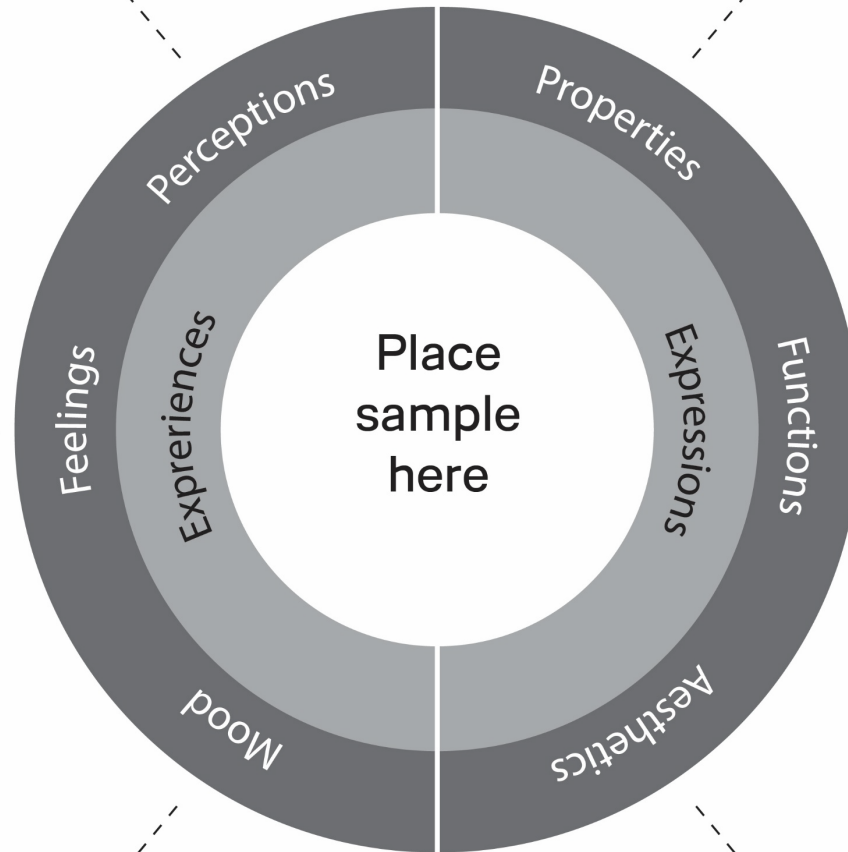 Perceptions
Properties
Feelings
Expreriences
Place
sample
here
Expressions
Functions
Mood
Aesthetics